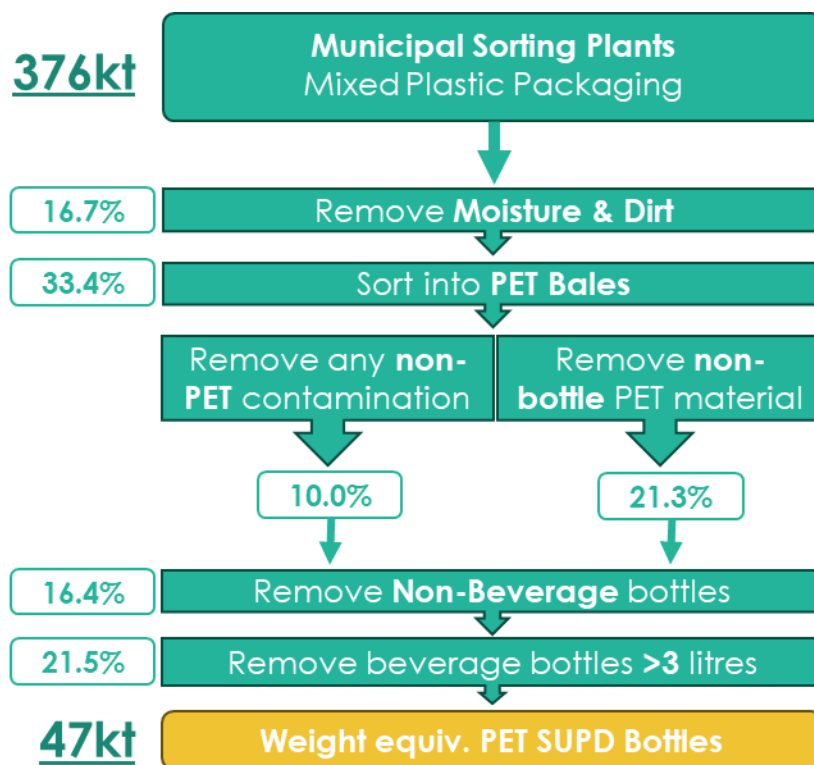 376kt
Municipal Sorting Plants
Mixed Plastic Packaging
16.7%
Remove Moisture & Dirt
33.4%
Sort into PET Bales
Remove any non-
PET contamination
Remove non-
bottle PET material
10.0%
21.3%
16.4%
Remove Non-Beverage bottles
21.5%
Remove beverage bottles >3 litres
47kt
Weight equiv. PET SUPD Bottles